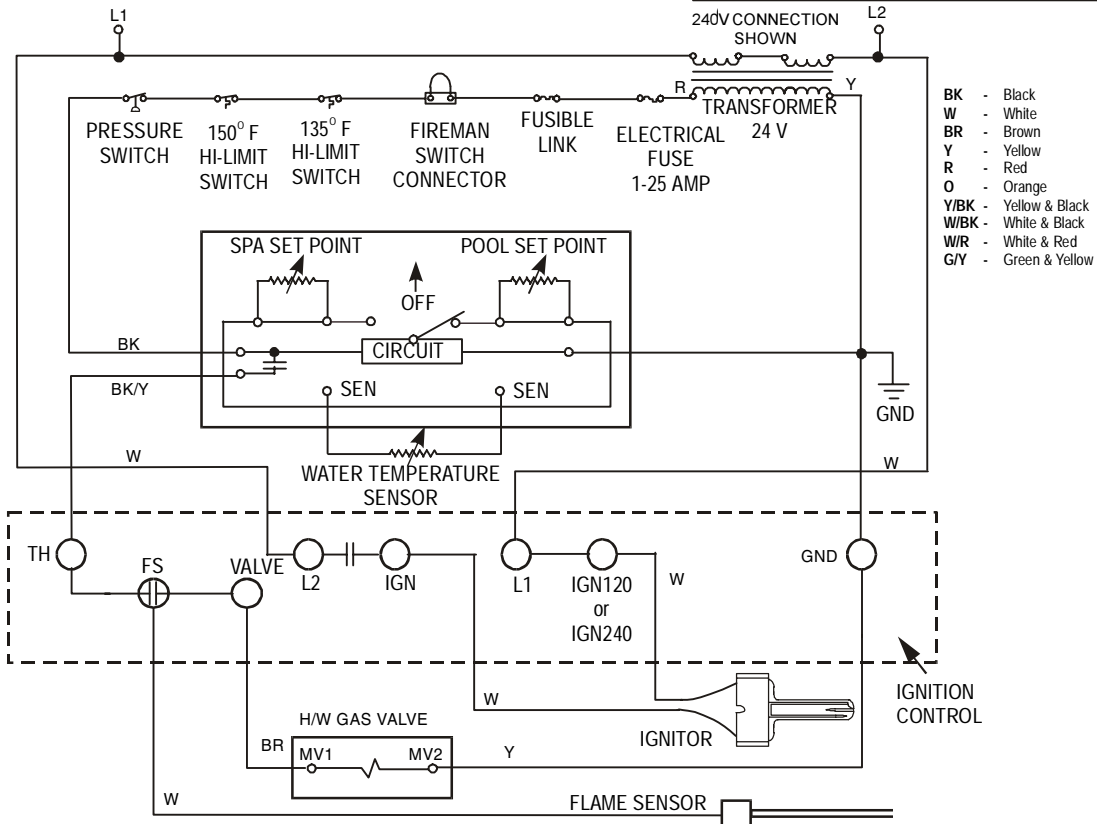 L1
240V CONNECTION
SHOWN
L2
R
Y
TRANSFORMER
24 V
PRESSURE
SWITCH
150° F
HI-LIMIT
SWITCH
135° F
HI-LIMIT
SWITCH
FIREMAN
SWITCH
CONNECTOR
FUSIBLE
LINK
ELECTRICAL
FUSE
1-25 AMP
BK - Black
W - White
BR - Brown
Y - Yellow
R - Red
O - Orange
Y/BK - Yellow & Black
W/BK - White & Black
W/R - White & Red
G/Y - Green & Yellow
SPA SET POINT
POOL SET POINT
OFF
CIRCUIT
BK
BK/Y
SEN
SEN
GND
W
WATER TEMPERATURE
SENSOR
W
TH
FS
VALVE
L2
IGN
L1
IGN120
or
IGN240
W
GND
IGNITION
CONTROL
W
IGNITOR
H/W GAS VALVE
BR
MV1
MV2
Y
W
FLAME SENSOR